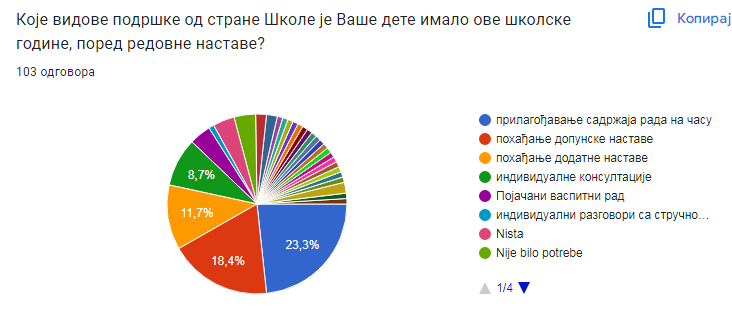 Које видове подршке од стране Школе је Ваше дете имало ове школске
године, поред редовне наставе?
Копирај
103 одговора
прилагођавање садржаја рада на часу
похађање допунске наставе
похађање додатне наставе
индивидуалне консултације
Појачани васпитни рад
индивидуални разговори са стручно…
Nista
Nije bilo potrebe
8,7%
11,7%
18,4%
23,3%
1/4